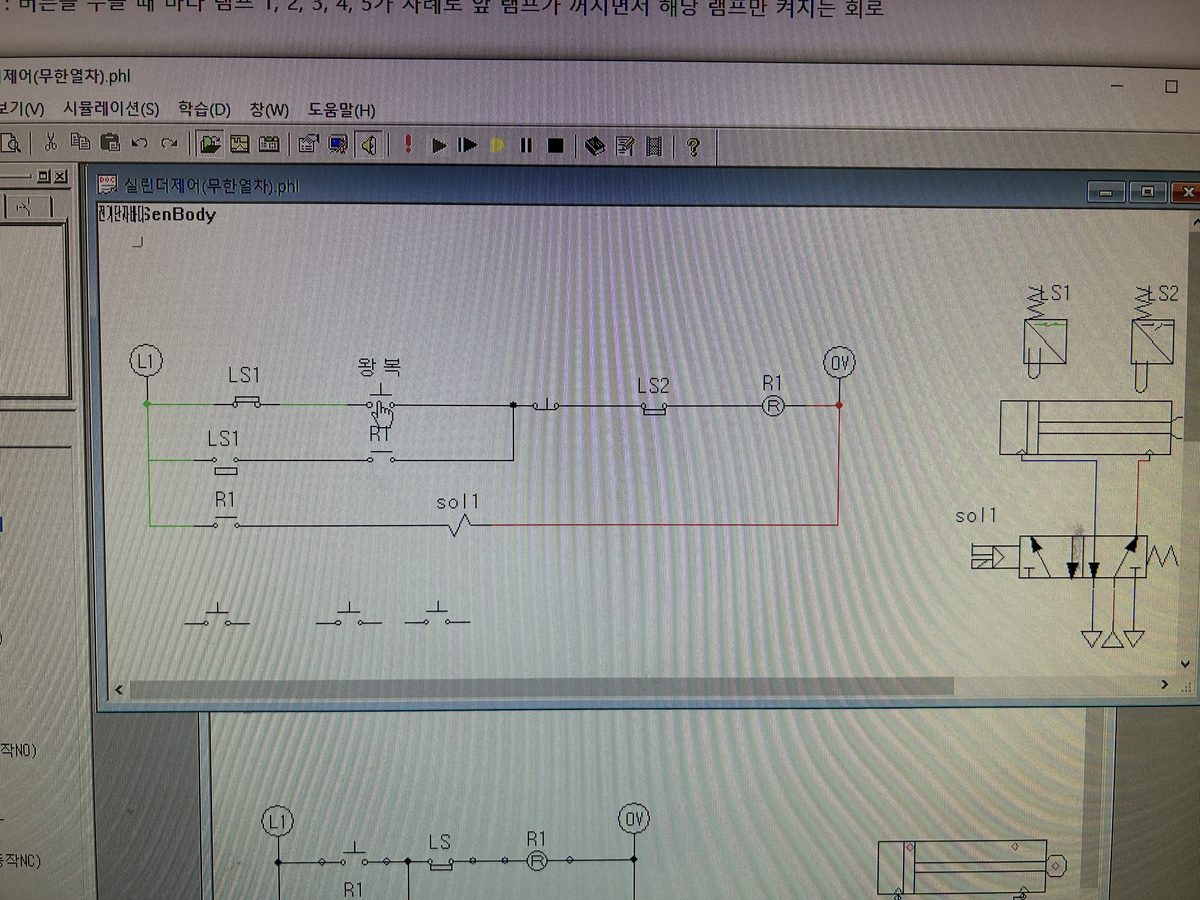 : 버튼을 누를 때 마다 램프 1, 2, 3, 4, 5가 차례로 앞 램프가 꺼지면서 해당 램프만 켜지는 회로
제어(무한열차).phl
보기(V) 시뮬레이션(S) 학습(D) 창(W) 도움말(H)
실린더제어(무한열차).phl
SenBody
LS1 LS2
L1 LS1 왕 복 LS2 R1 0V
LS1 R1
R1 sol1
sol1
작NO)
작NC)
L1 LS R1 0V
R1